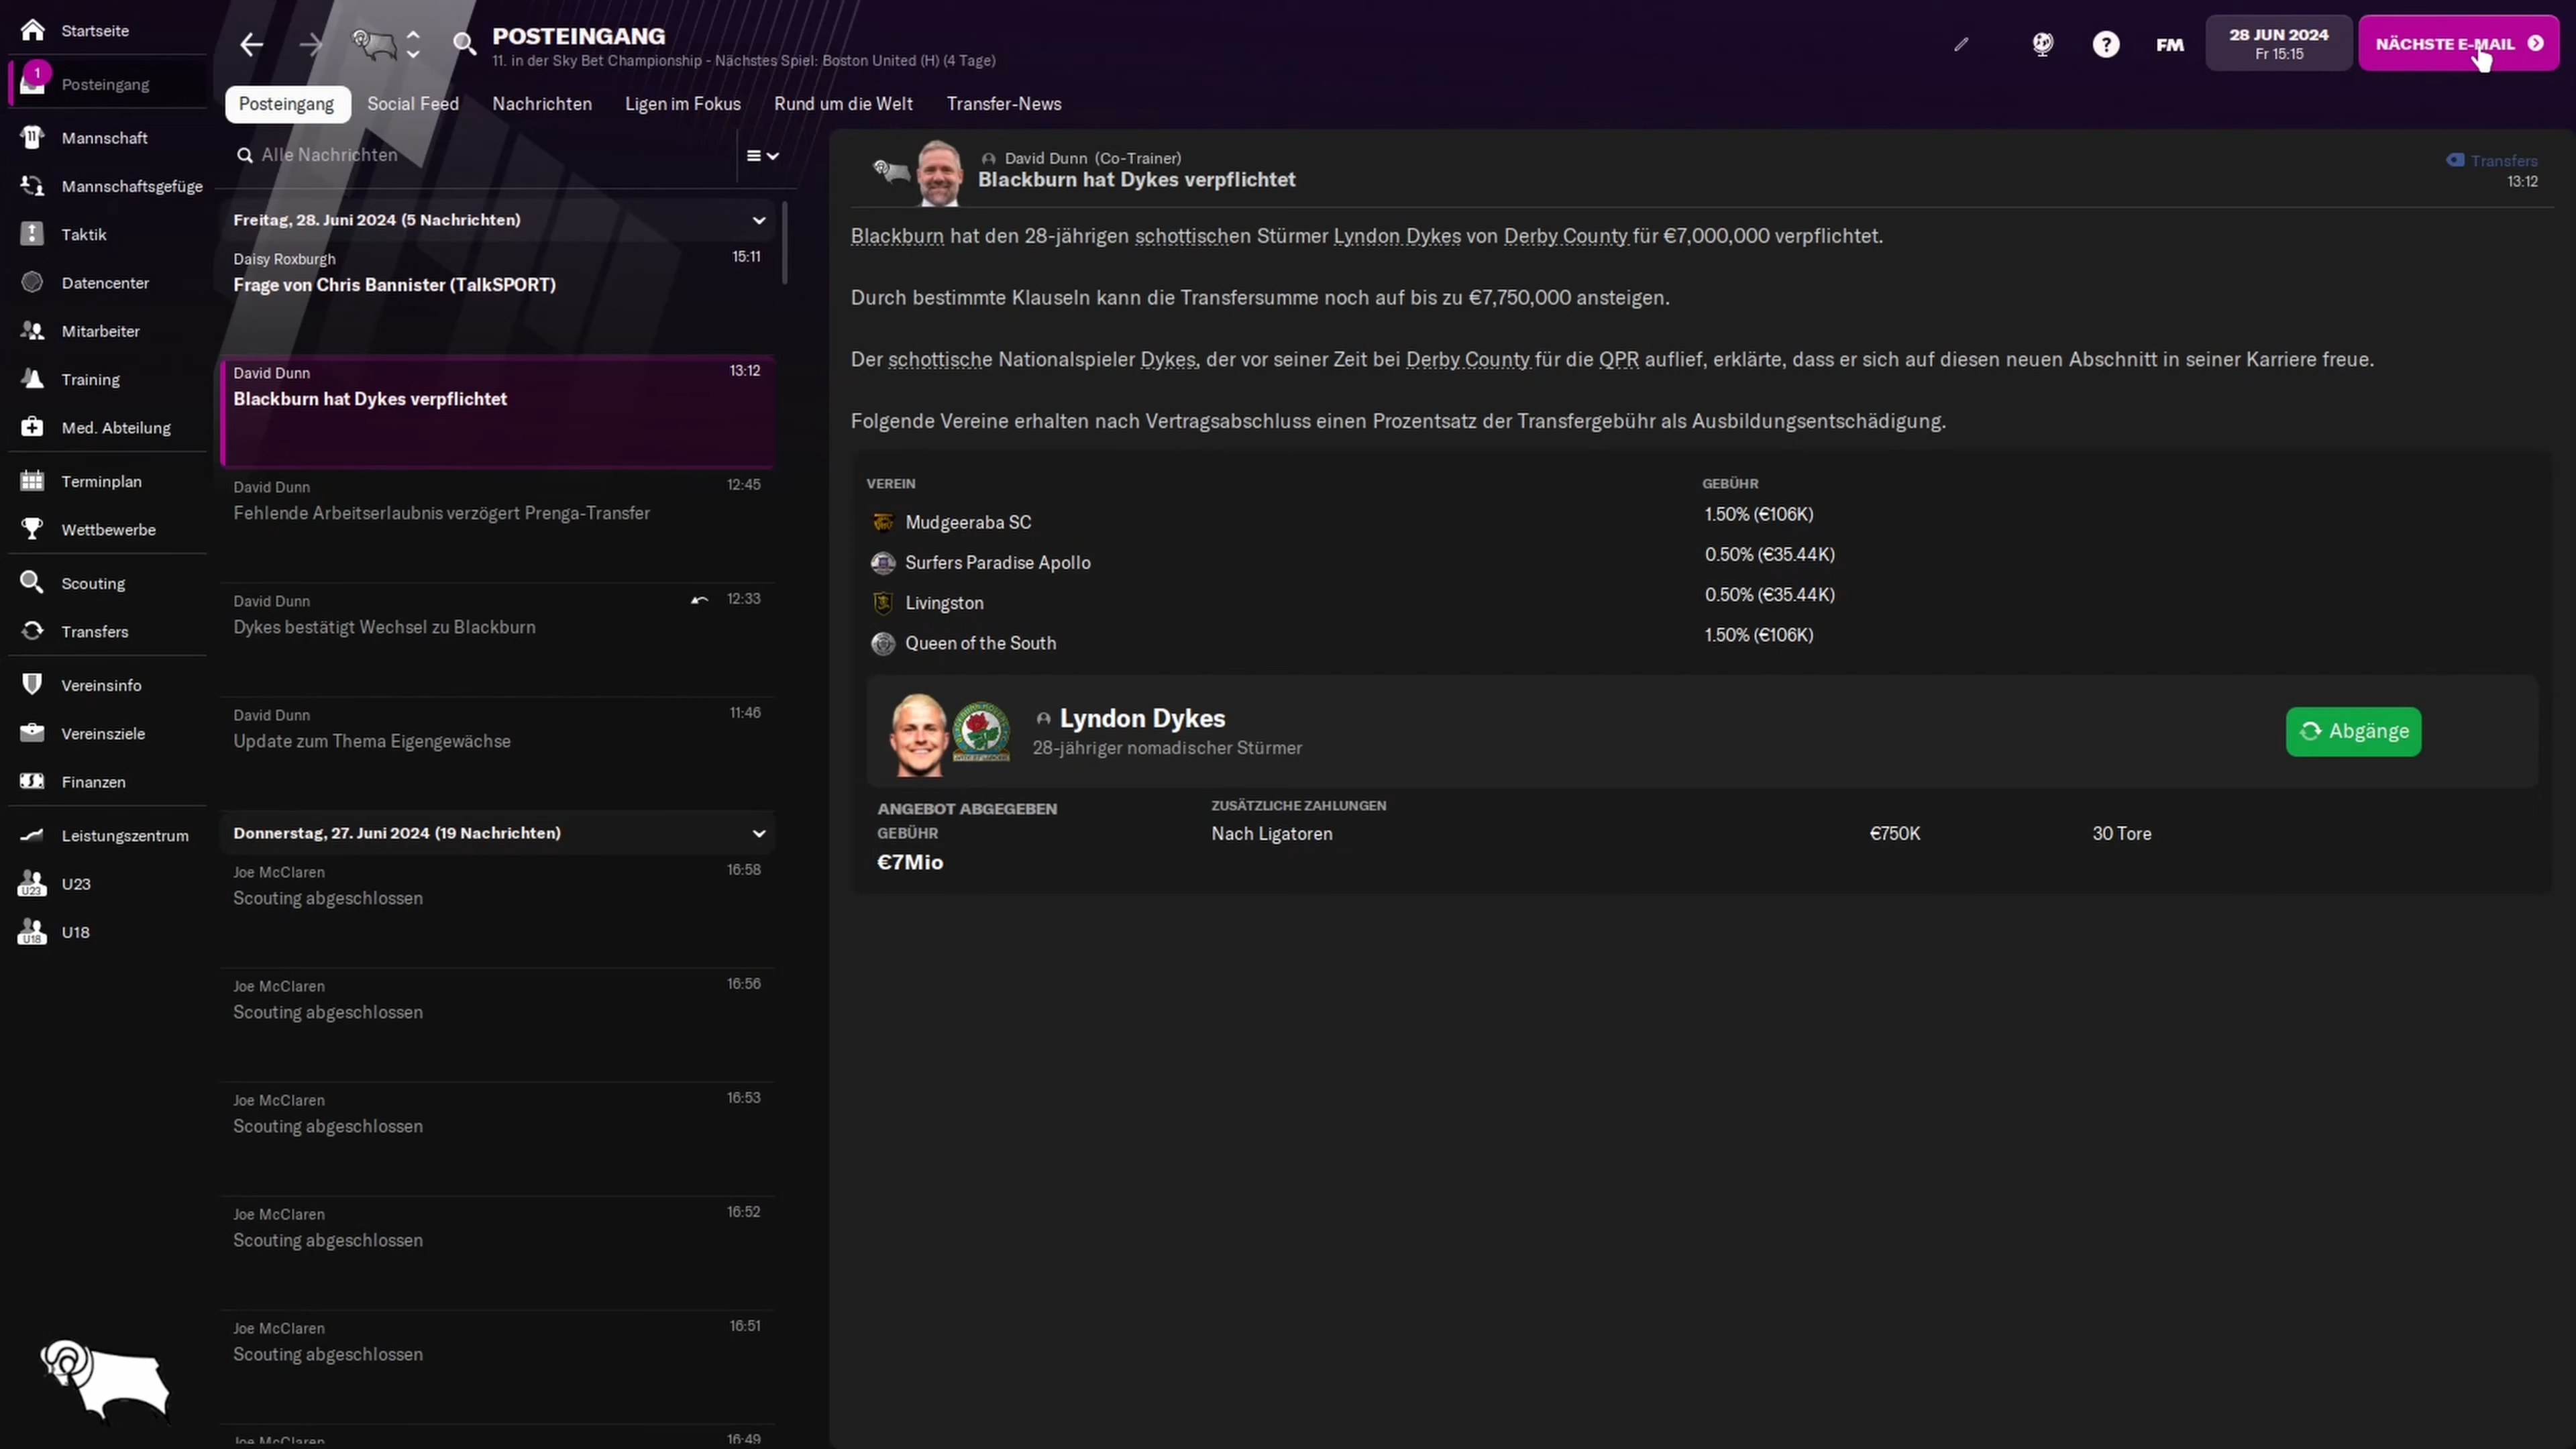 Startseite
1
Posteingang
Mannschaft
Mannschaftsgefüge
Taktik
Datencenter
Mitarbeiter
Training
Med. Abteilung
Terminplan
Wettbewerbe
Scouting
Transfers
Vereinsinfo
Vereinsziele
Finanzen
Leistungszentrum
U23
U23
U18
U18
POSTEINGANG
11. in der Sky Bet Championship - Nächstes Spiel: Boston United (H) (4 Tage)
FM
28 JUN 2024
Fr 15:15
NÄCHSTE E-MAIL
Posteingang Social Feed Nachrichten Ligen im Fokus Rund um die Welt Transfer-News
Alle Nachrichten
Freitag, 28. Juni 2024 (5 Nachrichten)
Daisy Roxburgh 15:11
Frage von Chris Bannister (TalkSPORT)
David Dunn 13:12
Blackburn hat Dykes verpflichtet
David Dunn 12:45
Fehlende Arbeitserlaubnis verzögert Prenga-Transfer
David Dunn 12:33
Dykes bestätigt Wechsel zu Blackburn
David Dunn 11:46
Update zum Thema Eigengewächse
Donnerstag, 27. Juni 2024 (19 Nachrichten)
Joe McClaren 16:58
Scouting abgeschlossen
Joe McClaren 16:56
Scouting abgeschlossen
Joe McClaren 16:53
Scouting abgeschlossen
Joe McClaren 16:52
Scouting abgeschlossen
Joe McClaren 16:51
Scouting abgeschlossen
Joe McClaren 16:49
David Dunn (Co-Trainer)
Blackburn hat Dykes verpflichtet
Transfers
13:12
Blackburn hat den 28-jährigen schottischen Stürmer Lyndon Dykes von Derby County für €7,000,000 verpflichtet.
Durch bestimmte Klauseln kann die Transfersumme noch auf bis zu €7,750,000 ansteigen.
Der schottische Nationalspieler Dykes, der vor seiner Zeit bei Derby County für die QPR auflief, erklärte, dass er sich auf diesen neuen Abschnitt in seiner Karriere freue.
Folgende Vereine erhalten nach Vertragsabschluss einen Prozentsatz der Transfergebühr als Ausbildungsentschädigung.
VEREIN GEBÜHR
Mudgeeraba SC 1.50% (€106K)
Surfers Paradise Apollo 0.50% (€35.44K)
Livingston 0.50% (€35.44K)
Queen of the South 1.50% (€106K)
Lyndon Dykes
28-jähriger nomadischer Stürmer
Abgänge
ANGEBOT ABGEGEBEN
GEBÜHR
€7Mio
ZUSÄTZLICHE ZAHLUNGEN
Nach Ligatoren €750K 30 Tore